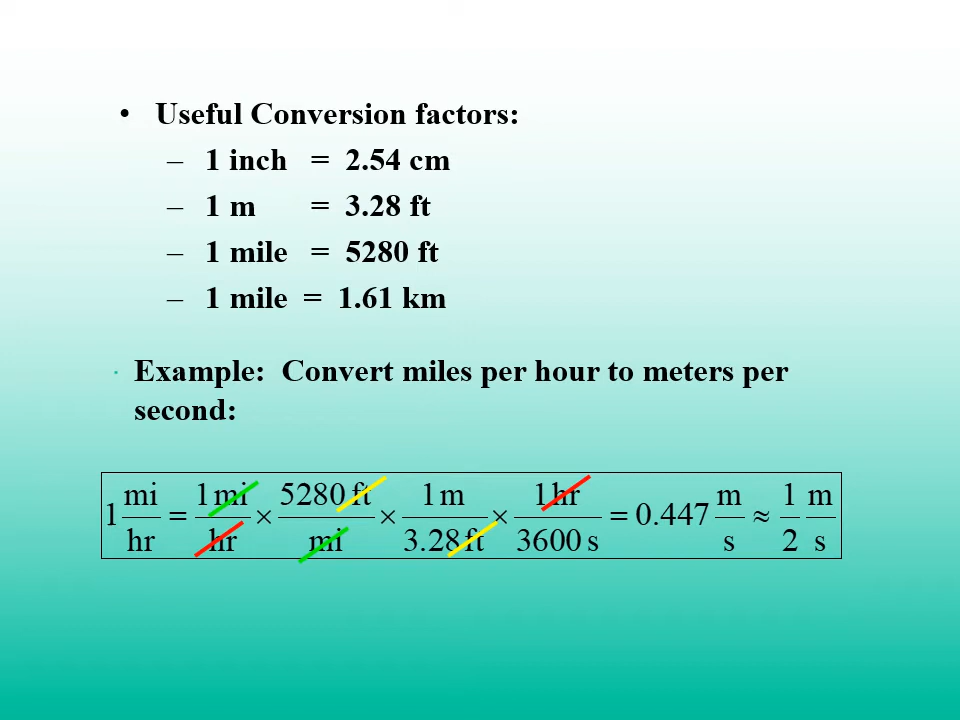 • Useful Conversion factors:
– 1 inch = 2.54 cm
– 1 m = 3.28 ft
– 1 mile = 5280 ft
– 1 mile = 1.61 km
· Example: Convert miles per hour to meters per
second:
1 mi/hr = 1 mi/hr × 5280 ft/mi × 1 m/3.28 ft × 1 hr/3600 s = 0.447 m/s ≈ 1/2 m/s